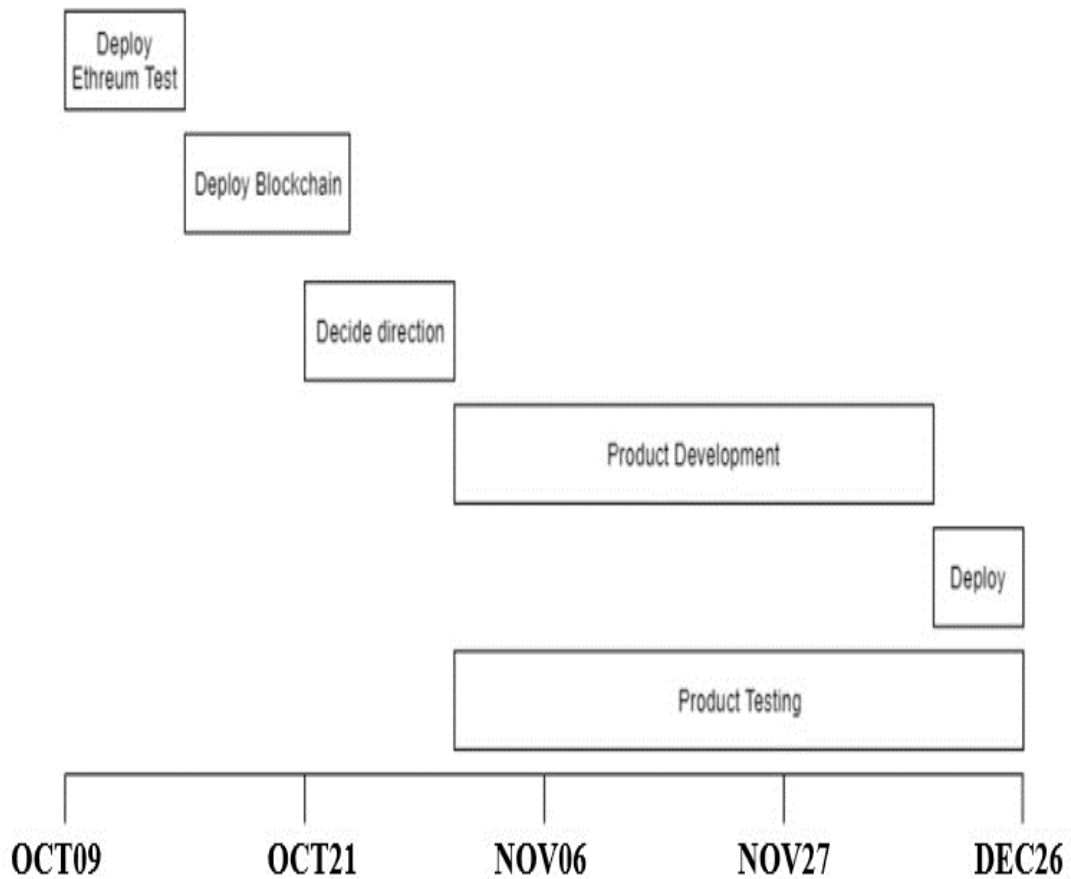 Deploy
Ethreum Test
Deploy Blockchain
Decide direction
Product Development
Deploy
Product Testing
OCT09 OCT21 NOV06 NOV27 DEC26